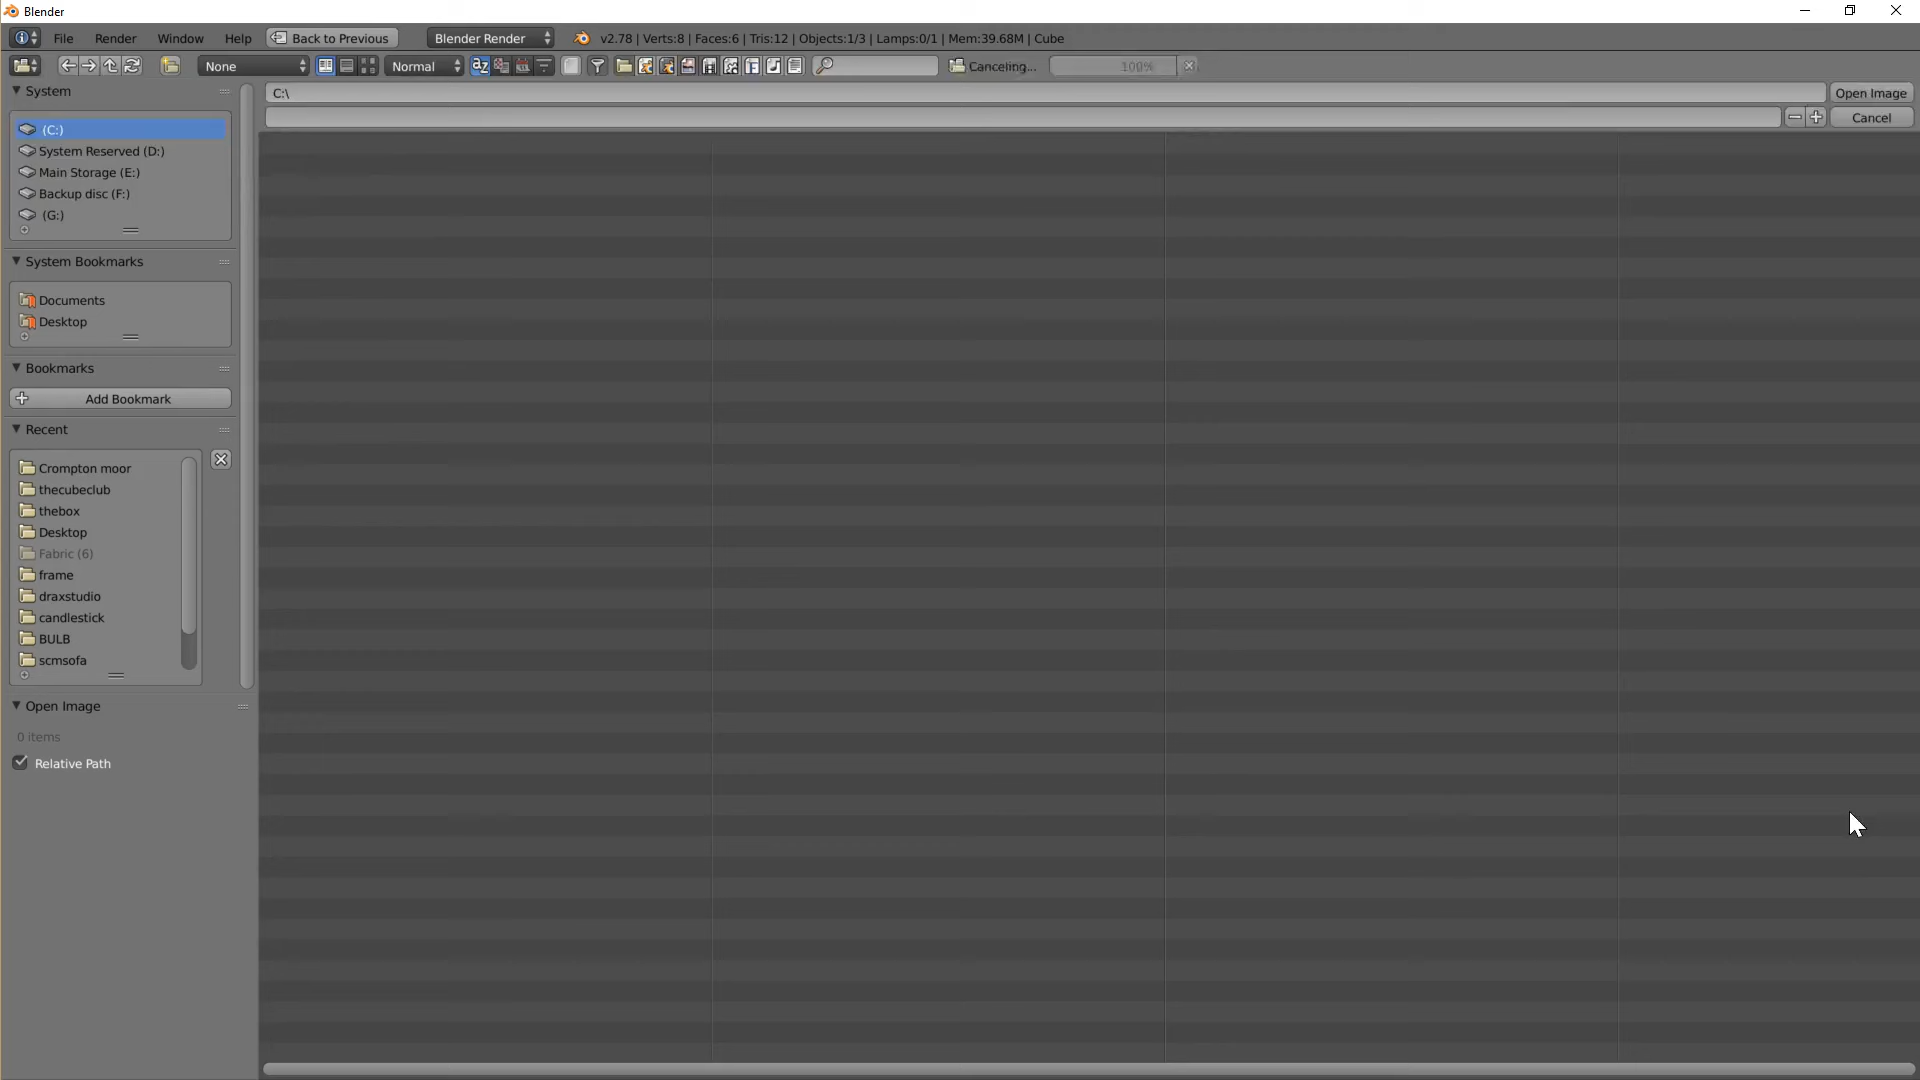 Blender
File Render Window Help Back to Previous Blender Render v2.78 | Verts:8 | Faces:6 | Tris:12 | Objects:1/3 | Lamps:0/1 | Mem:39.68M | Cube
None Normal Canceling... 100%
System
C:\ Open Image
Cancel
(C:)
System Reserved (D:)
Main Storage (E:)
Backup disc (F:)
(G:)
System Bookmarks
Documents
Desktop
Bookmarks
Add Bookmark
Recent
Crompton moor
thecubeclub
thebox
Desktop
Fabric (6)
frame
draxstudio
candlestick
BULB
scmsofa
Open Image
0 items
Relative Path